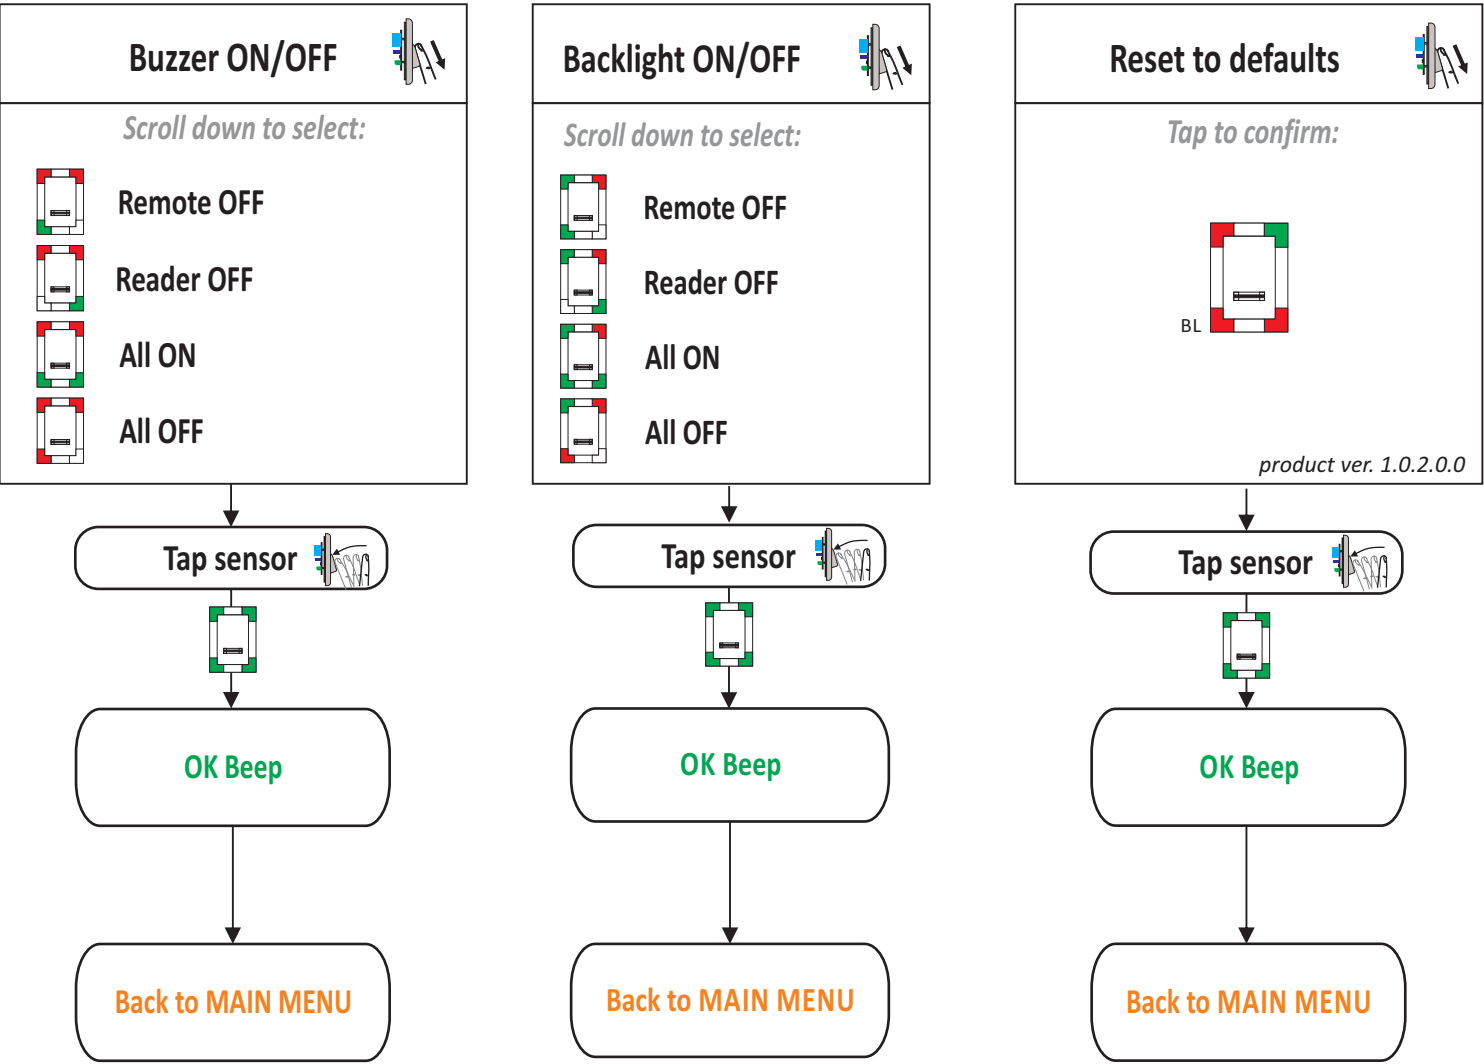 Buzzer ON/OFF
Scroll down to select:
Remote OFF
Reader OFF
All ON
All OFF
Tap sensor
OK Beep
Back to MAIN MENU
Backlight ON/OFF
Scroll down to select:
Remote OFF
Reader OFF
All ON
All OFF
Tap sensor
OK Beep
Back to MAIN MENU
Reset to defaults
Tap to confirm:
BL
product ver. 1.0.2.0.0
Tap sensor
OK Beep
Back to MAIN MENU